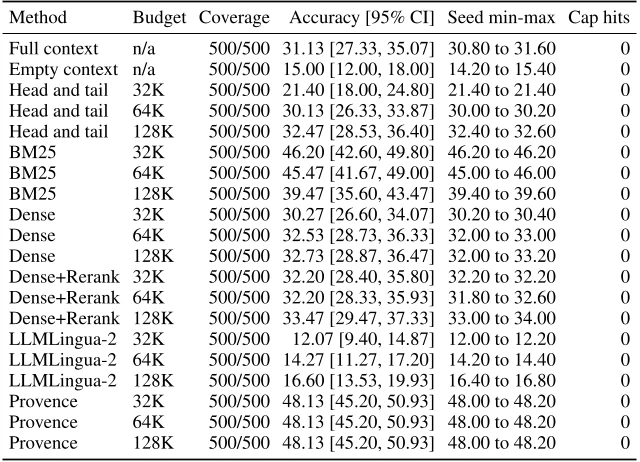 Method Budget Coverage Accuracy [95% CI] Seed min-max Cap hits
Full context n/a 500/500 31.13 [27.33, 35.07] 30.80 to 31.60 0
Empty context n/a 500/500 15.00 [12.00, 18.00] 14.20 to 15.40 0
Head and tail 32K 500/500 21.40 [18.00, 24.80] 21.40 to 21.40 0
Head and tail 64K 500/500 30.13 [26.33, 33.87] 30.00 to 30.20 0
Head and tail 128K 500/500 32.47 [28.53, 36.40] 32.40 to 32.60 0
BM25 32K 500/500 46.20 [42.60, 49.80] 46.20 to 46.20 0
BM25 64K 500/500 45.47 [41.67, 49.00] 45.00 to 46.00 0
BM25 128K 500/500 39.47 [35.60, 43.47] 39.40 to 39.60 0
Dense 32K 500/500 30.27 [26.60, 34.07] 30.20 to 30.40 0
Dense 64K 500/500 32.53 [28.73, 36.33] 32.00 to 33.00 0
Dense 128K 500/500 32.73 [28.87, 36.47] 32.00 to 33.20 0
Dense+Rerank 32K 500/500 32.20 [28.40, 35.80] 32.20 to 32.20 0
Dense+Rerank 64K 500/500 32.20 [28.33, 35.93] 31.80 to 32.60 0
Dense+Rerank 128K 500/500 33.47 [29.47, 37.33] 33.00 to 34.00 0
LLMLingua-2 32K 500/500 12.07 [9.40, 14.87] 12.00 to 12.20 0
LLMLingua-2 64K 500/500 14.27 [11.27, 17.20] 14.20 to 14.40 0
LLMLingua-2 128K 500/500 16.60 [13.53, 19.93] 16.40 to 16.80 0
Provence 32K 500/500 48.13 [45.20, 50.93] 48.00 to 48.20 0
Provence 64K 500/500 48.13 [45.20, 50.93] 48.00 to 48.20 0
Provence 128K 500/500 48.13 [45.20, 50.93] 48.00 to 48.20 0